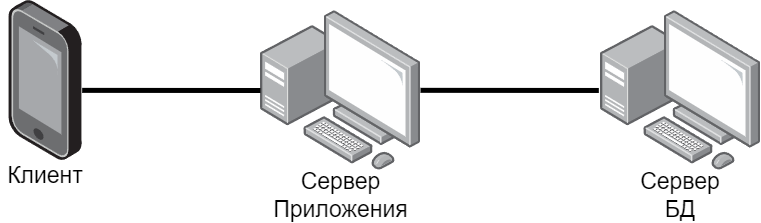 Клиент
Сервер
Приложения
Сервер
БД